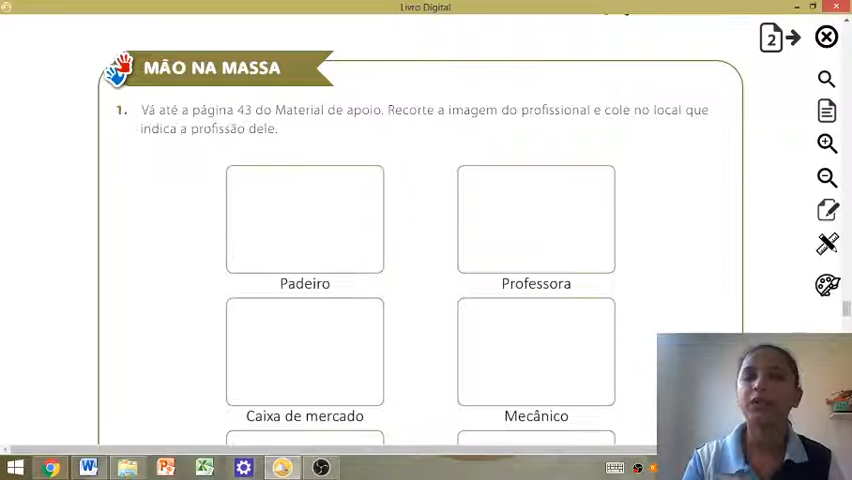 Livro Digital
2
MÃO NA MASSA
1. Vá até a página 43 do Material de apoio. Recorte a imagem do profissional e cole no local que
indica a profissão dele.
Padeiro
Professora
Caixa de mercado
Mecânico